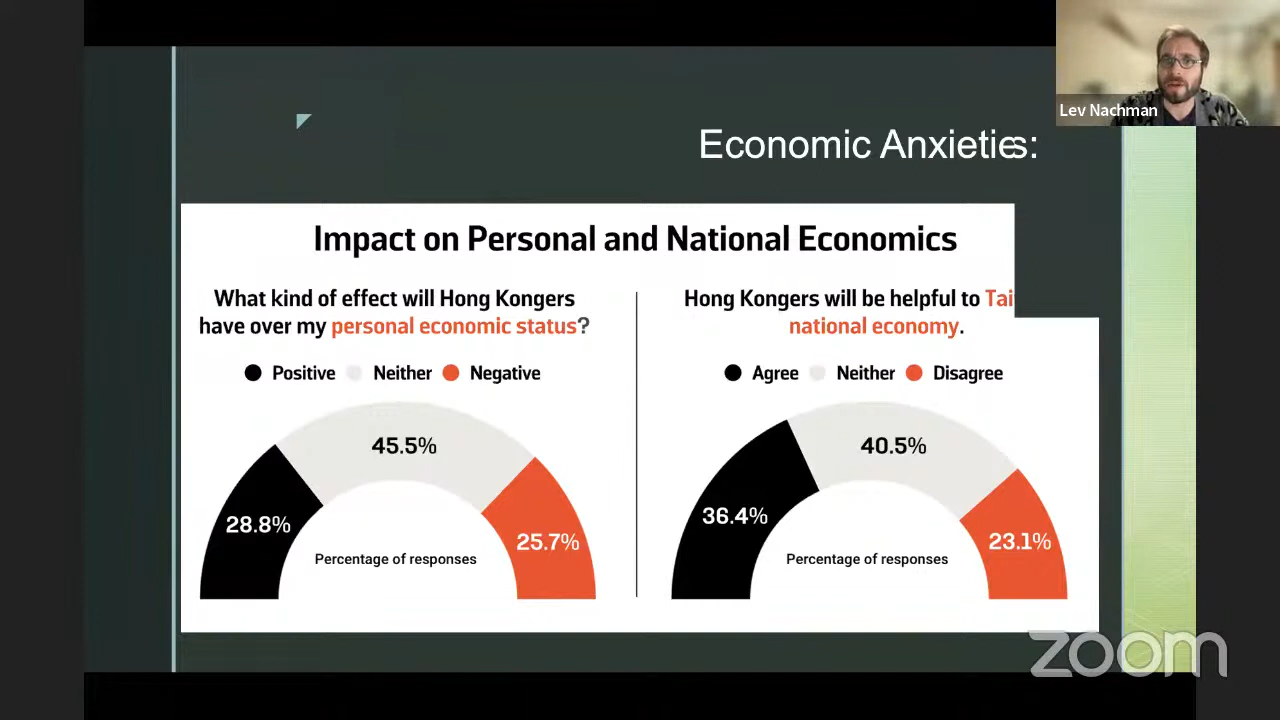 Lev Nachman
Economic Anxieties:
Impact on Personal and National Economics
What kind of effect will Hong Kongers
have over my personal economic status?
Positive Neither Negative
45.5%
28.8%
25.7%
Percentage of responses
Hong Kongers will be helpful to Tai
national economy.
Agree Neither Disagree
40.5%
36.4%
23.1%
Percentage of responses
zoom